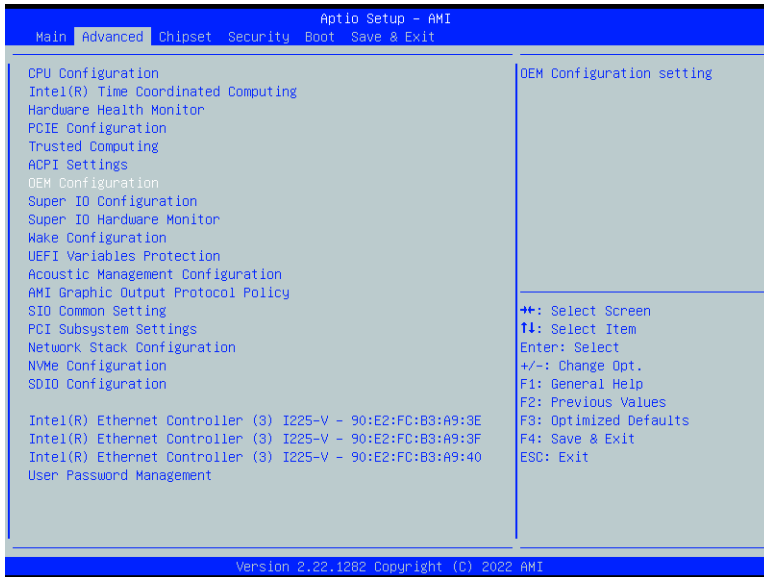 Aptio Setup - AMI
Main Advanced Chipset Security Boot Save & Exit
CPU Configuration
Intel(R) Time Coordinated Computing
Hardware Health Monitor
PCIE Configuration
Trusted Computing
ACPI Settings
OEM Configuration
Super IO Configuration
Super IO Hardware Monitor
Wake Configuration
UEFI Variables Protection
Acoustic Management Configuration
AMI Graphic Output Protocol Policy
SIO Common Setting
PCI Subsystem Settings
Network Stack Configuration
NVMe Configuration
SDIO Configuration
Intel(R) Ethernet Controller (3) I225-V - 90:E2:FC:B3:A9:3E
Intel(R) Ethernet Controller (3) I225-V - 90:E2:FC:B3:A9:3F
Intel(R) Ethernet Controller (3) I225-V - 90:E2:FC:B3:A9:40
User Password Management
OEM Configuration setting
→←: Select Screen
↑↓: Select Item
Enter: Select
+/-: Change Opt.
F1: General Help
F2: Previous Values
F3: Optimized Defaults
F4: Save & Exit
ESC: Exit
Version 2.22.1282 Copyright (C) 2022 AMI